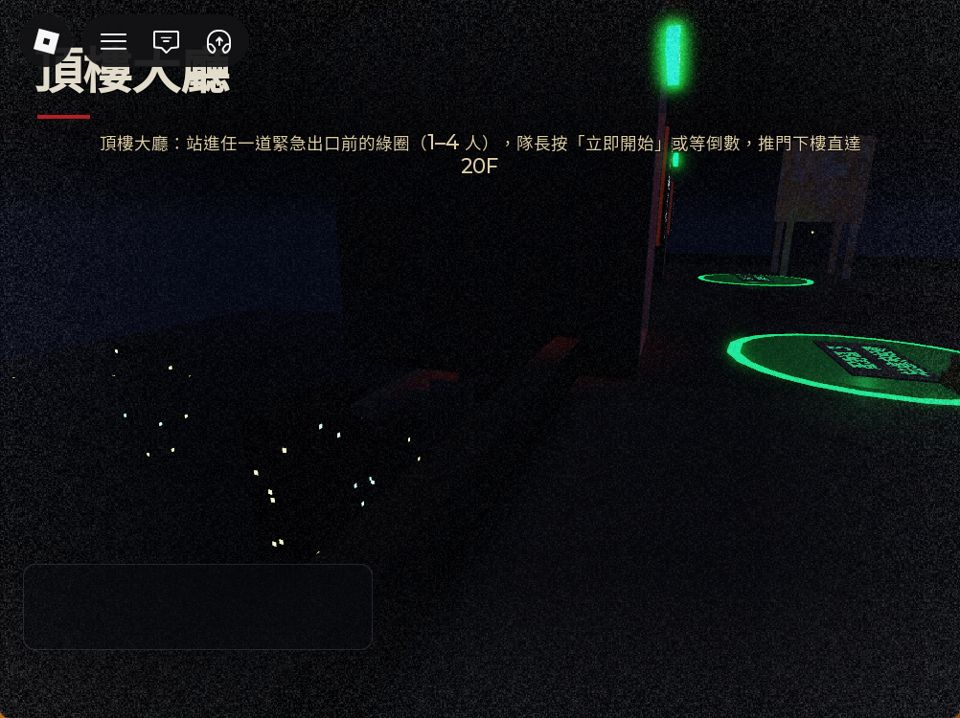 頂樓大廳
頂樓大廳：站進任一道緊急出口前的綠圈（1–4 人），隊長按「立即開始」或等倒數，推門下樓直達
20F